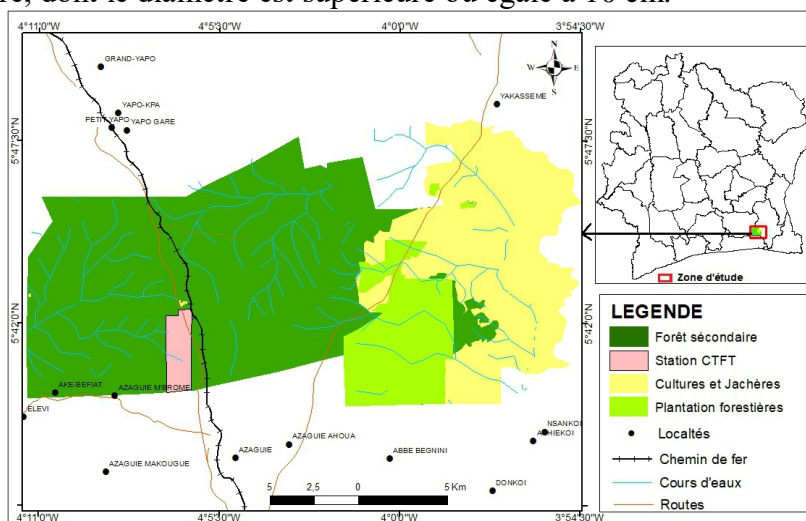 re, dont le diamètre est supérieure ou égale à 10 cm.
4°11'0"W 4°5'30"W 4°0'0"W 3°54'30"W
GRAND-YAPO
YAKASSEME
YAPO-KPA
PETIT YAPO
YAPO GARE
5°47'30"N
5°47'30"N
N
W E
S
Zone d'étude
5°42'0"N
5°42'0"N
LEGENDE
Forêt sécondaire
Station CTFT
Cultures et Jachères
Plantation forestières
Localtés
Chemin de fer
Cours d'eaux
Routes
AKE-BEFIAT
AZAGUIE M'BROME
ELEVI
NSANKOI
AZAGUIE AHOUA
AZAGUIE
ABBE BEGNINI
AZAGUIE MAKOUGUE
DONKOI
5 2,5 0 5 Km
4°11'0"W 4°5'30"W 4°0'0"W 3°54'30"W